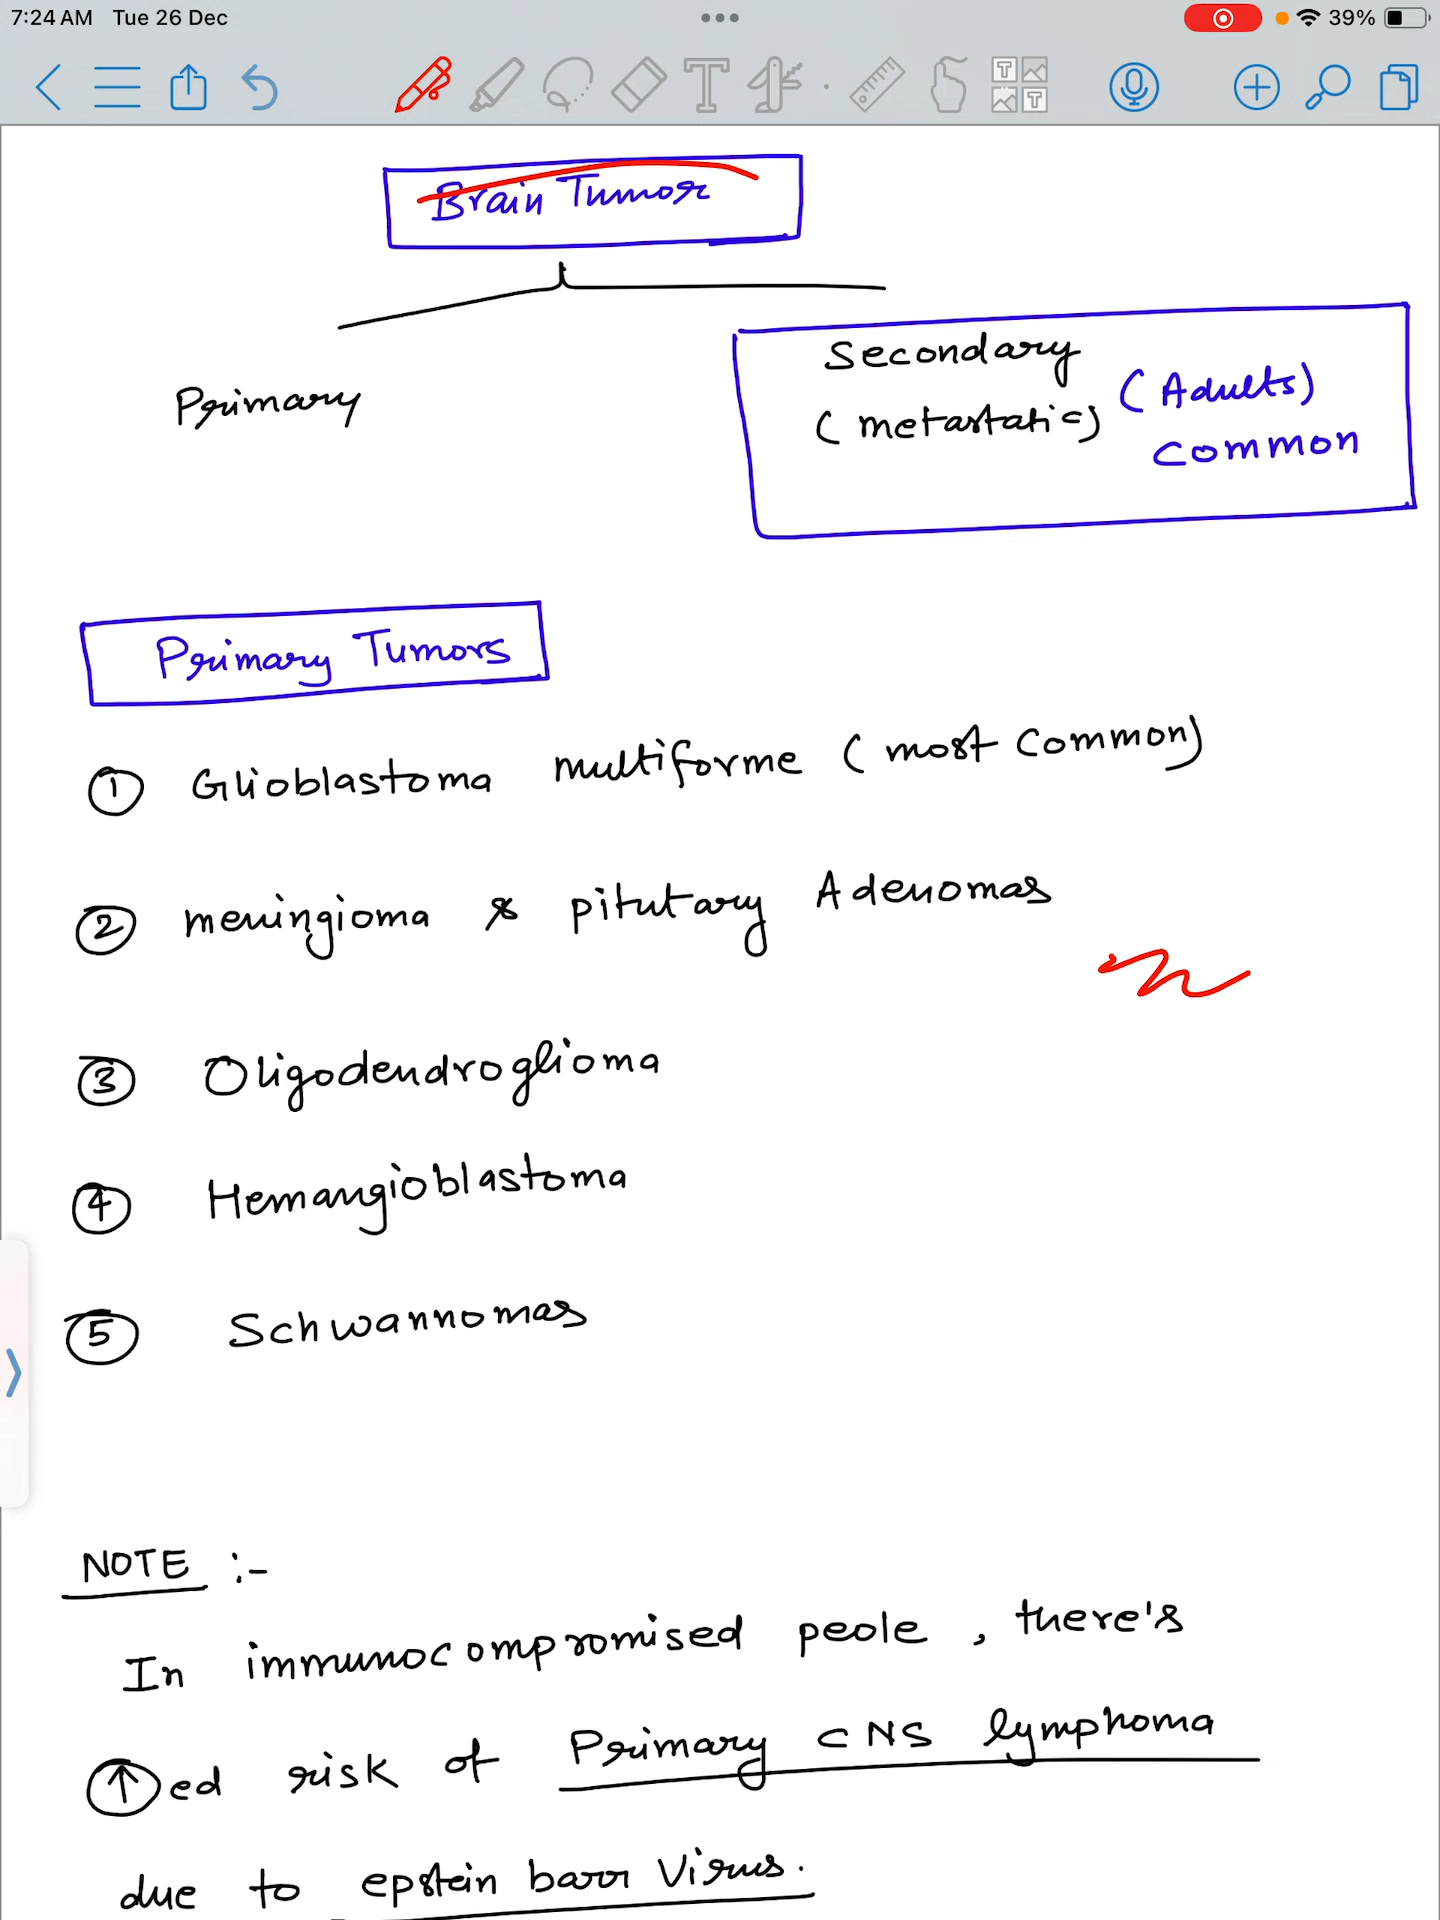 7:24 AM Tue 26 Dec
39%
Brain Tumor
Primary
Secondary
(metastatic)
(Adults)
common
Primary Tumors
① Glioblastoma multiforme (most common)
② meningioma & pitutary Adenomas
③ Oligodendroglioma
④ Hemangioblastoma
⑤ Schwannomas
NOTE :-
In immunocompromised peole, there's
↑ed risk of Primary CNS lymphoma
due to epstein barr Virus.